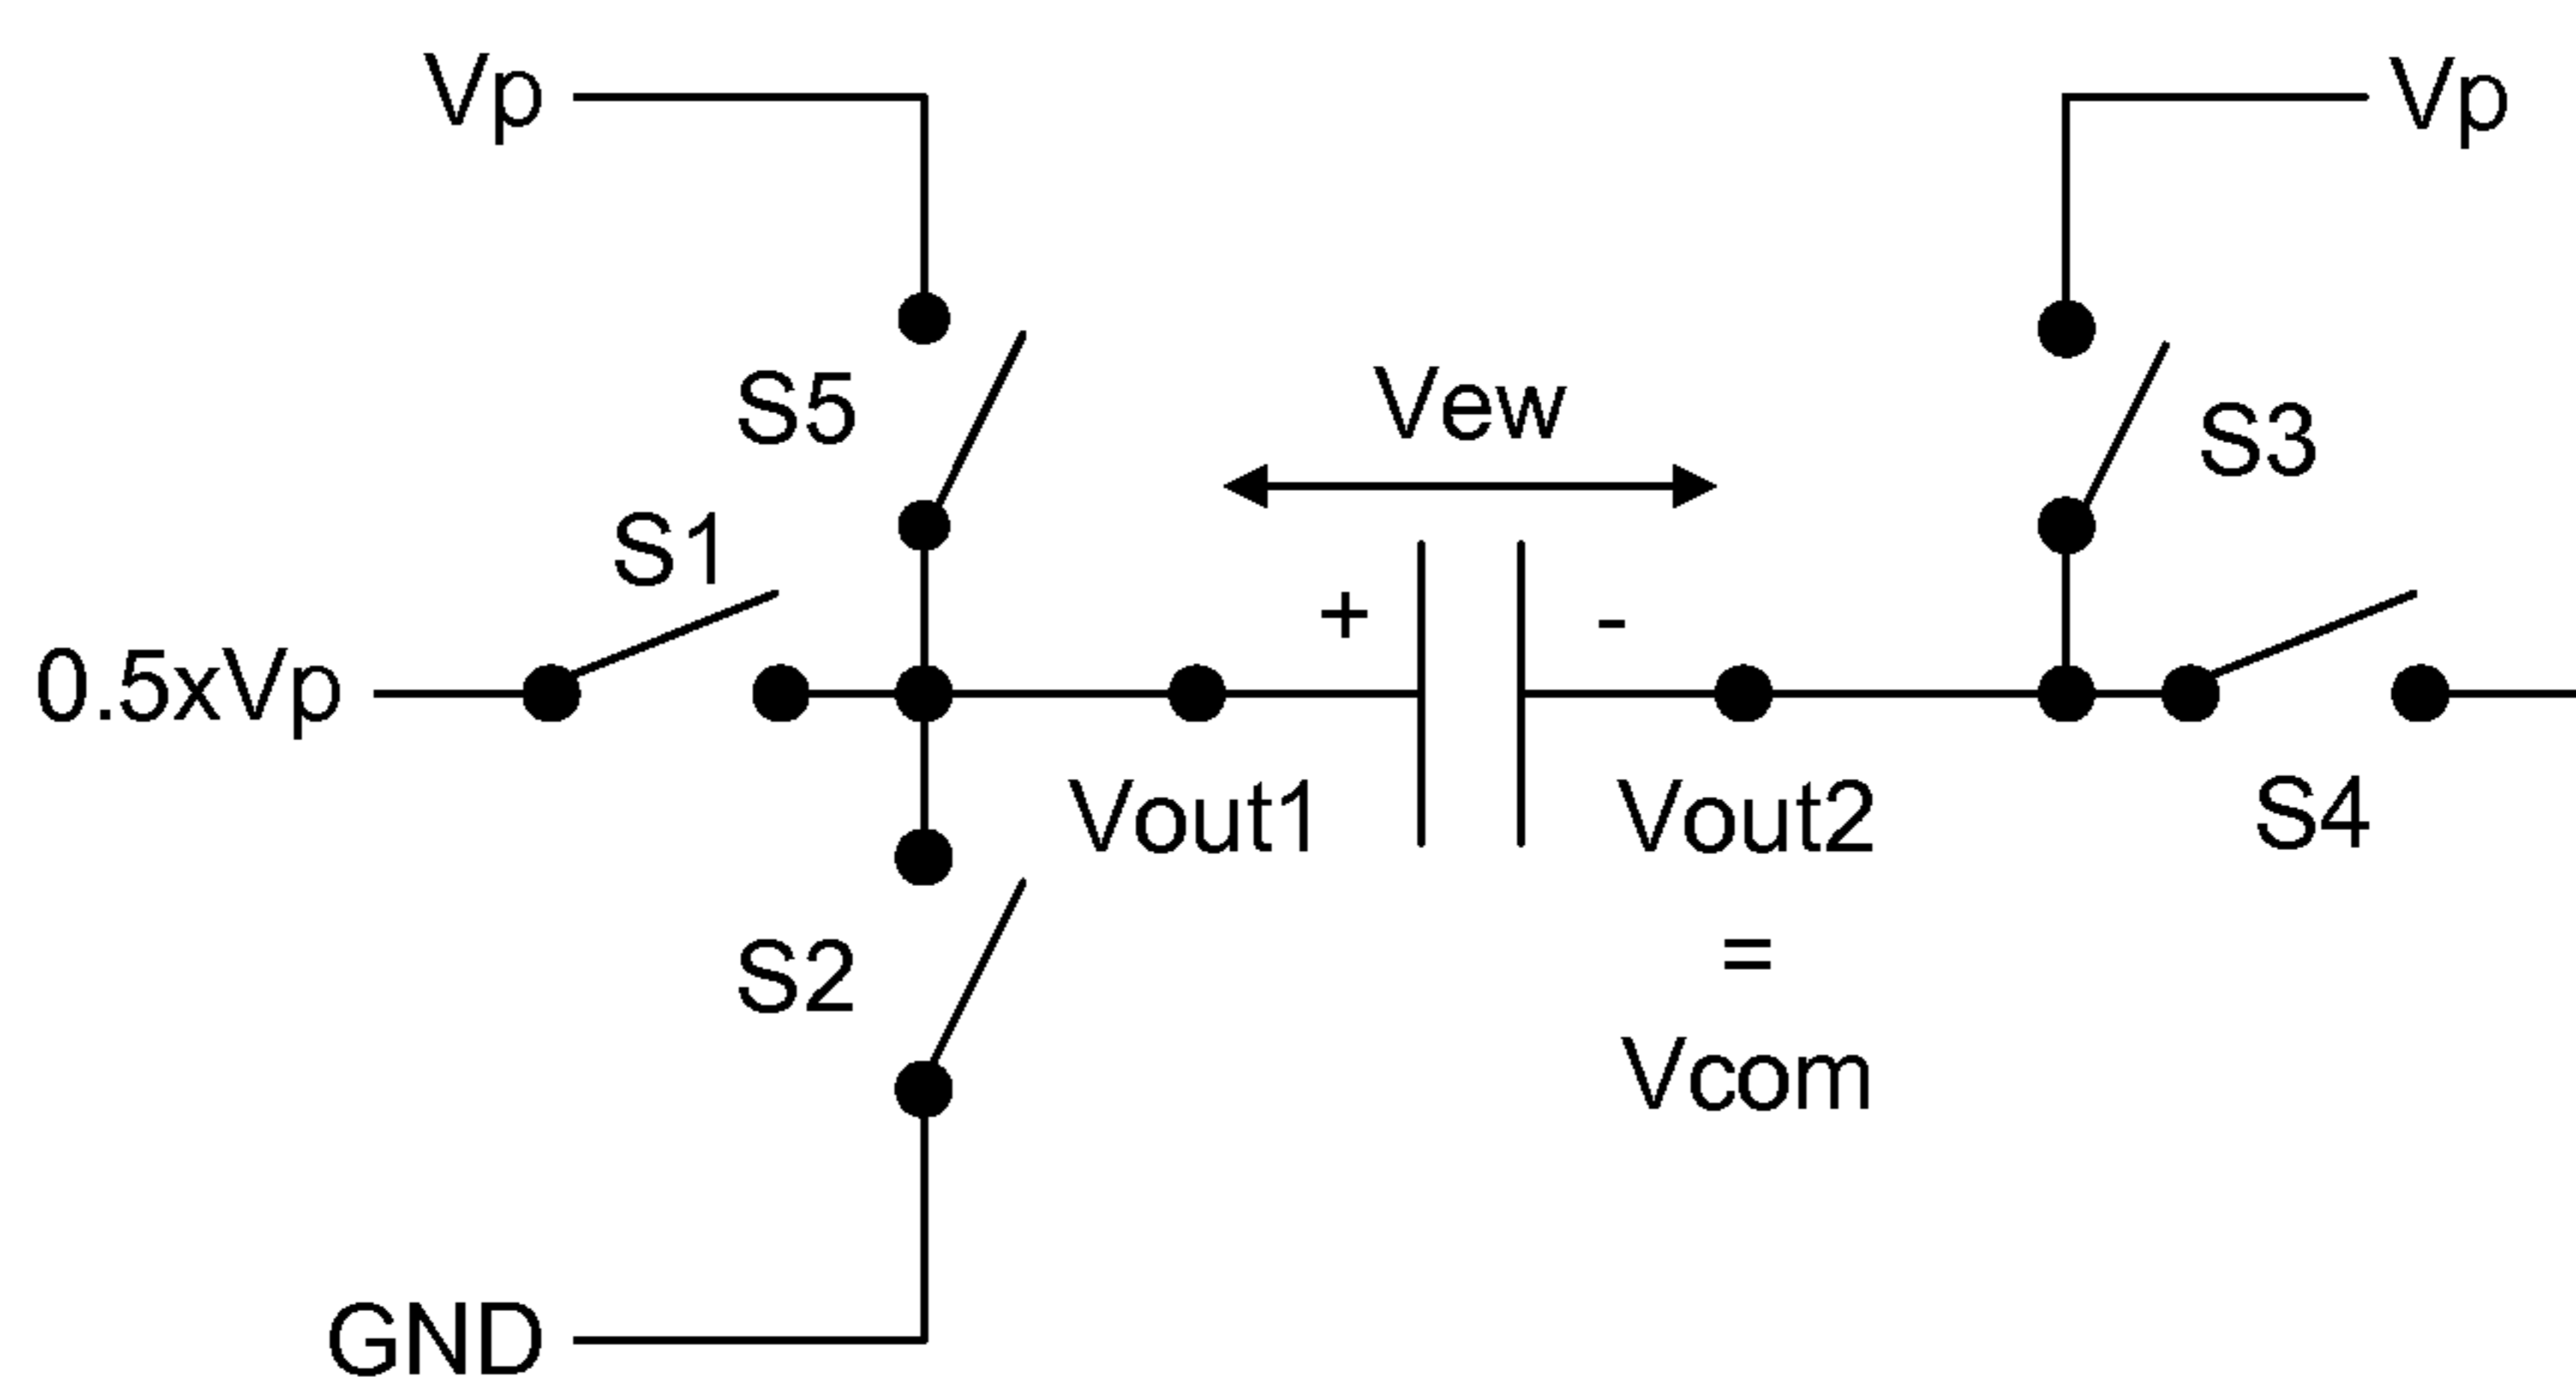 Vp
Vp
S5
Vew
S3
S1
+
-
0.5xVp
Vout1
Vout2
S4
S2
=
Vcom
GND